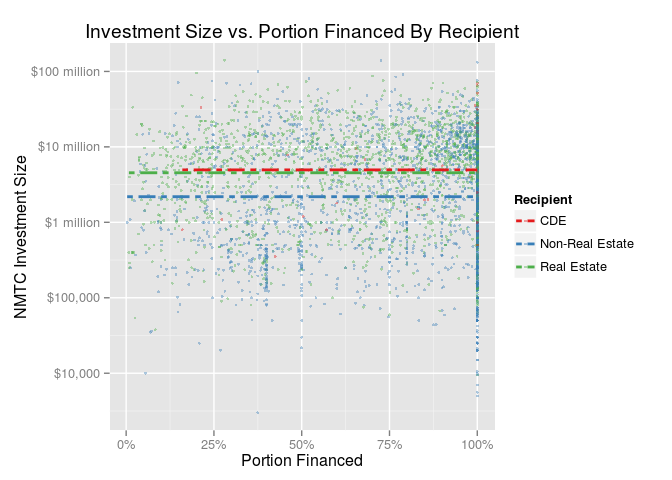 Investment Size vs. Portion Financed By Recipient
NMTC Investment Size
$100 million
$10 million
$1 million
$100,000
$10,000
0%
25%
50%
75%
100%
Portion Financed
Recipient
CDE
Non-Real Estate
Real Estate